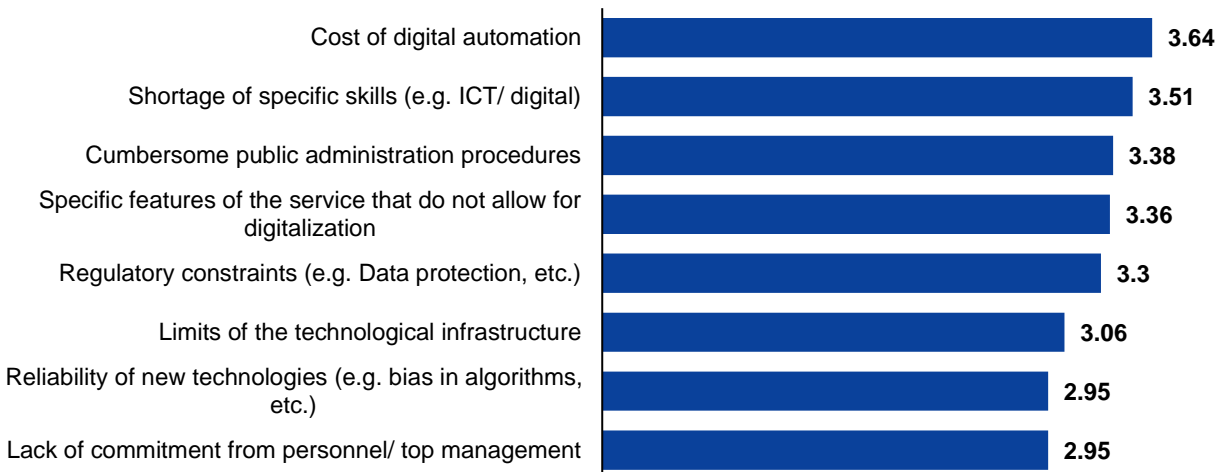 Cost of digital automation 3.64
Shortage of specific skills (e.g. ICT/ digital) 3.51
Cumbersome public administration procedures 3.38
Specific features of the service that do not allow for
digitalization 3.36
Regulatory constraints (e.g. Data protection, etc.) 3.3
Limits of the technological infrastructure 3.06
Reliability of new technologies (e.g. bias in algorithms,
etc.) 2.95
Lack of commitment from personnel/ top management 2.95